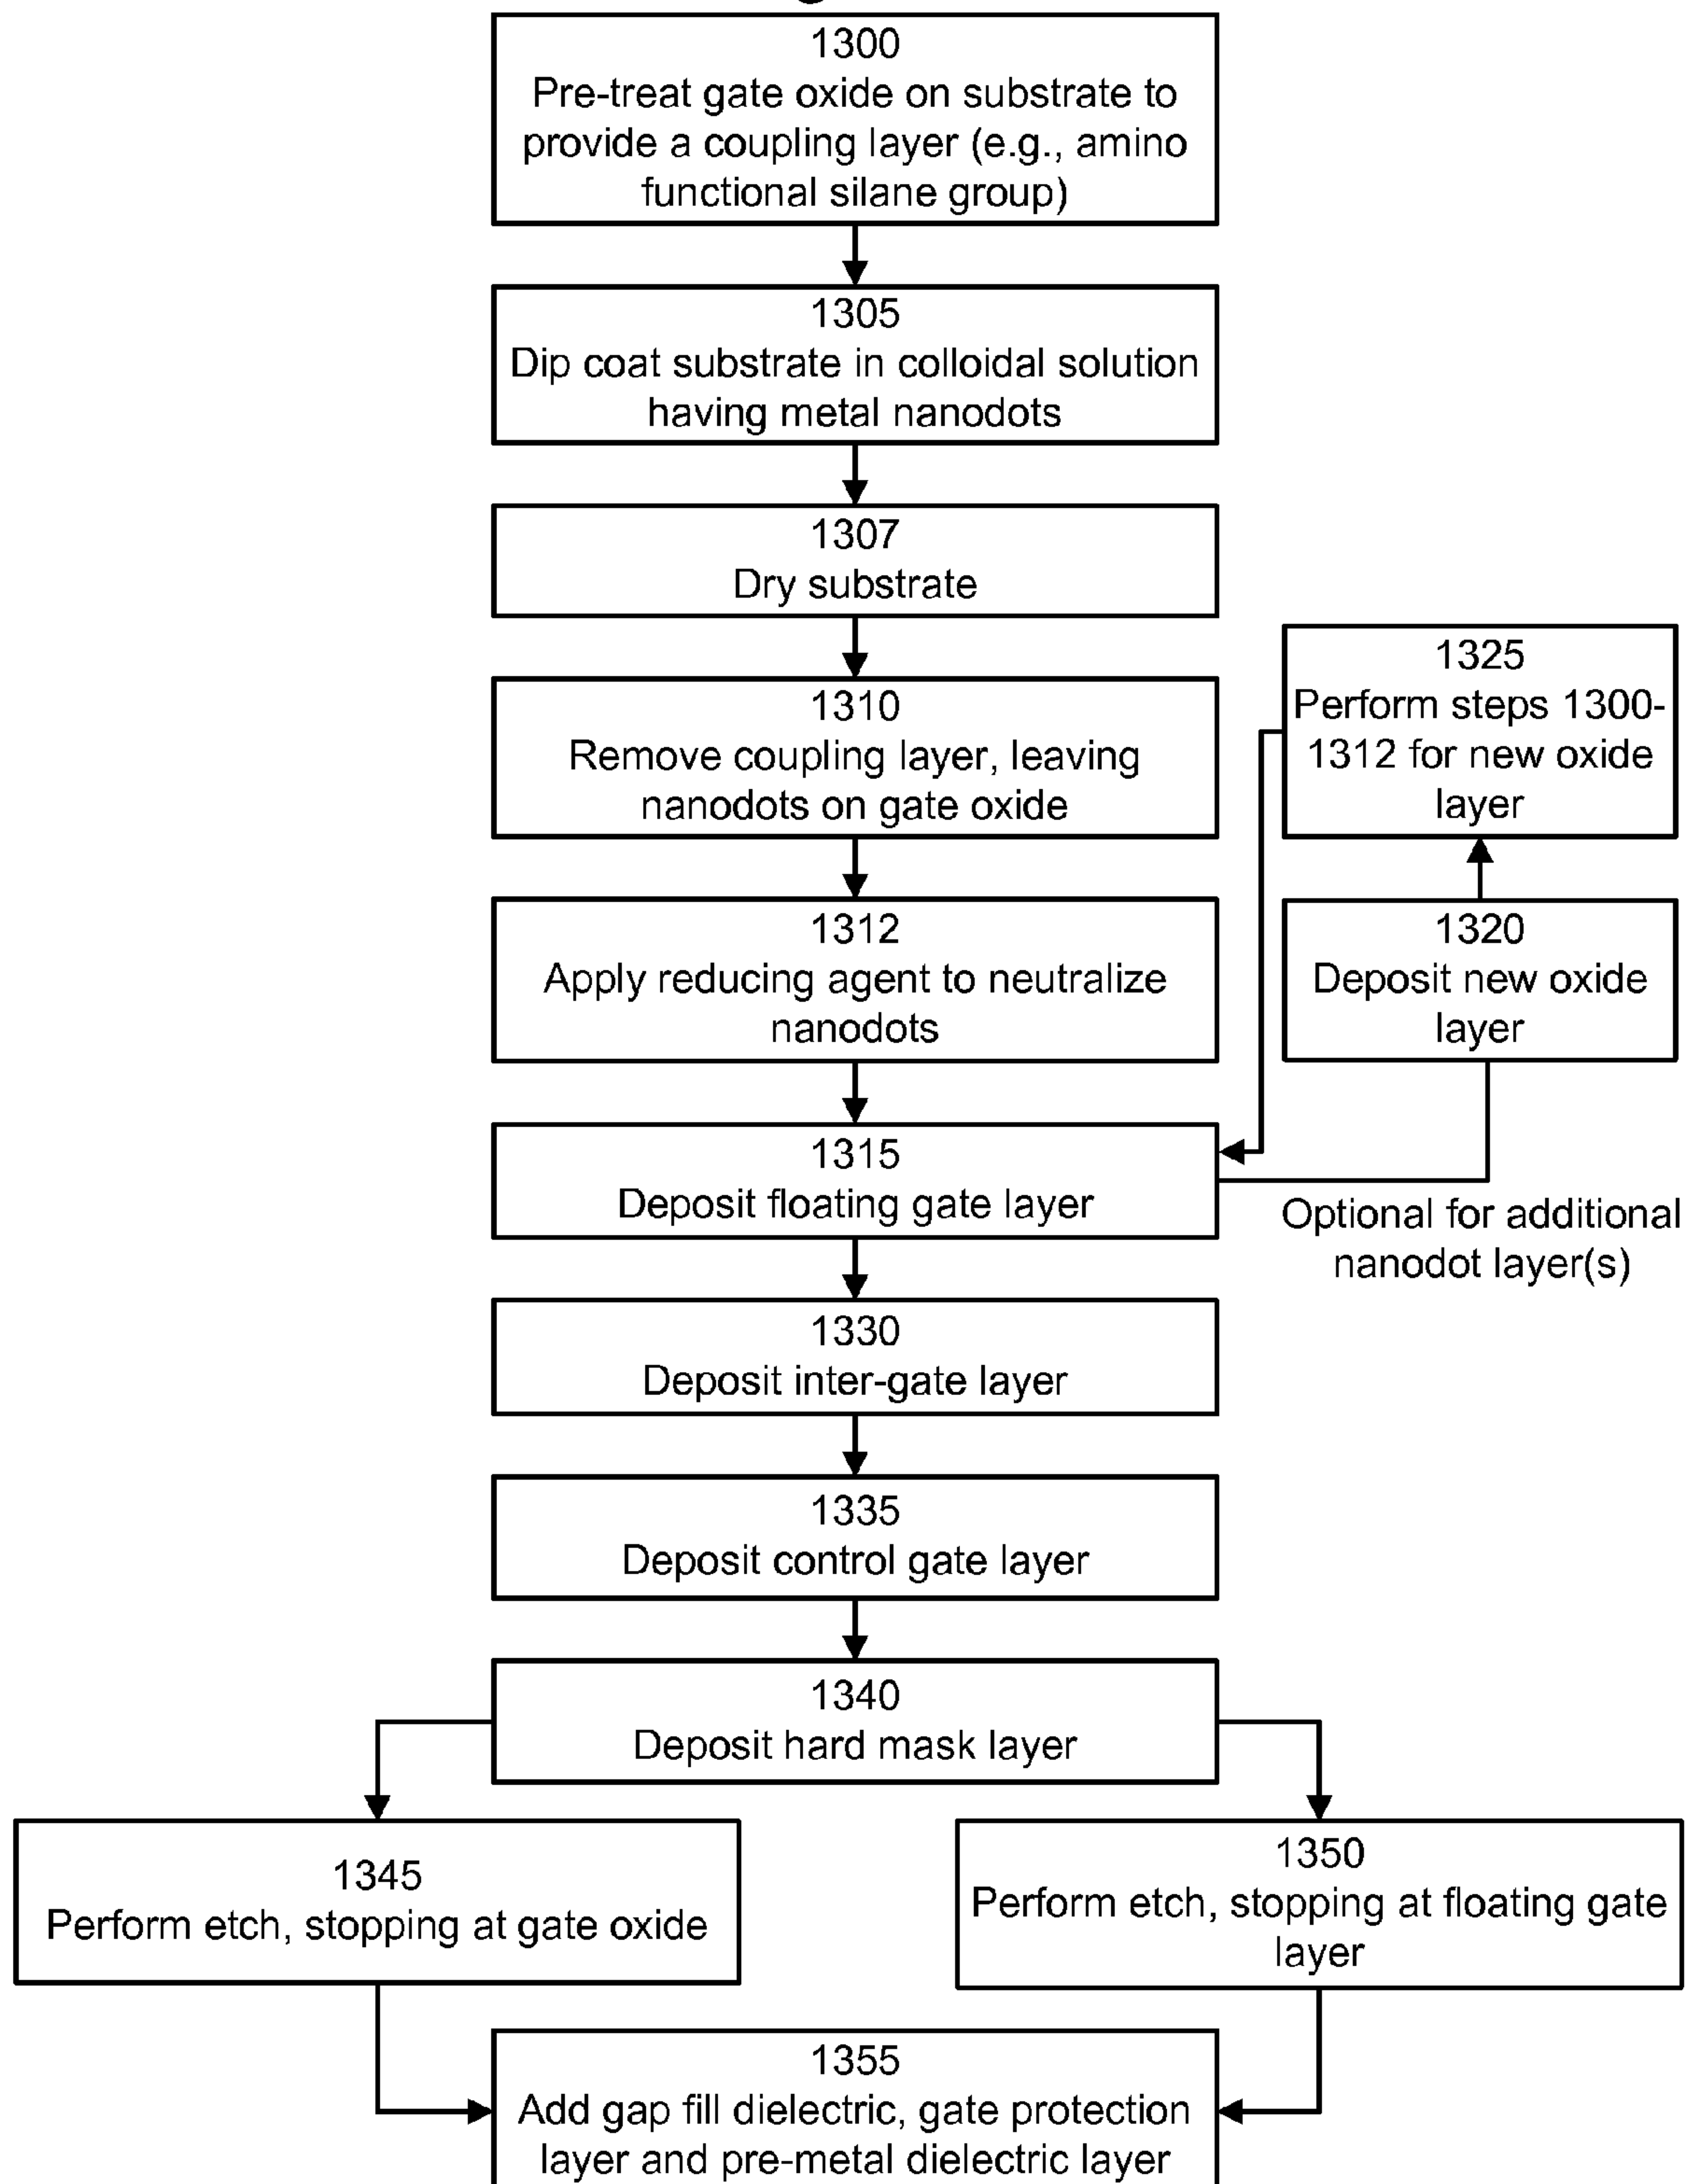 1300
Pre-treat gate oxide on substrate to
provide a coupling layer (e.g., amino
functional silane group)
1305
Dip coat substrate in colloidal solution
having metal nanodots
1307
Dry substrate
1310
Remove coupling layer, leaving
nanodots on gate oxide
1325
Perform steps 1300-
1312 for new oxide
layer
1312
Apply reducing agent to neutralize
nanodots
1320
Deposit new oxide
layer
1315
Deposit floating gate layer
Optional for additional
nanodot layer(s)
1330
Deposit inter-gate layer
1335
Deposit control gate layer
1340
Deposit hard mask layer
1345
Perform etch, stopping at gate oxide
1350
Perform etch, stopping at floating gate
layer
1355
Add gap fill dielectric, gate protection
layer and pre-metal dielectric layer